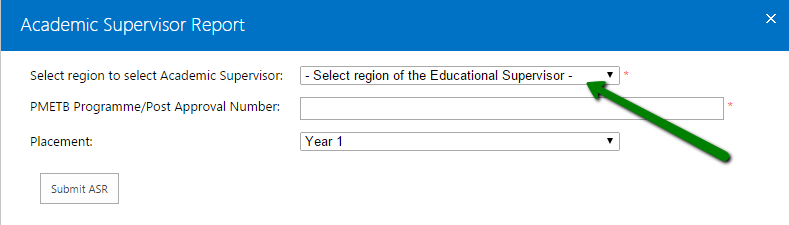 Academic Supervisor Report
Select region to select Academic Supervisor: - Select region of the Educational Supervisor - *
PMETB Programme/Post Approval Number: *
Placement: Year 1
Submit ASR